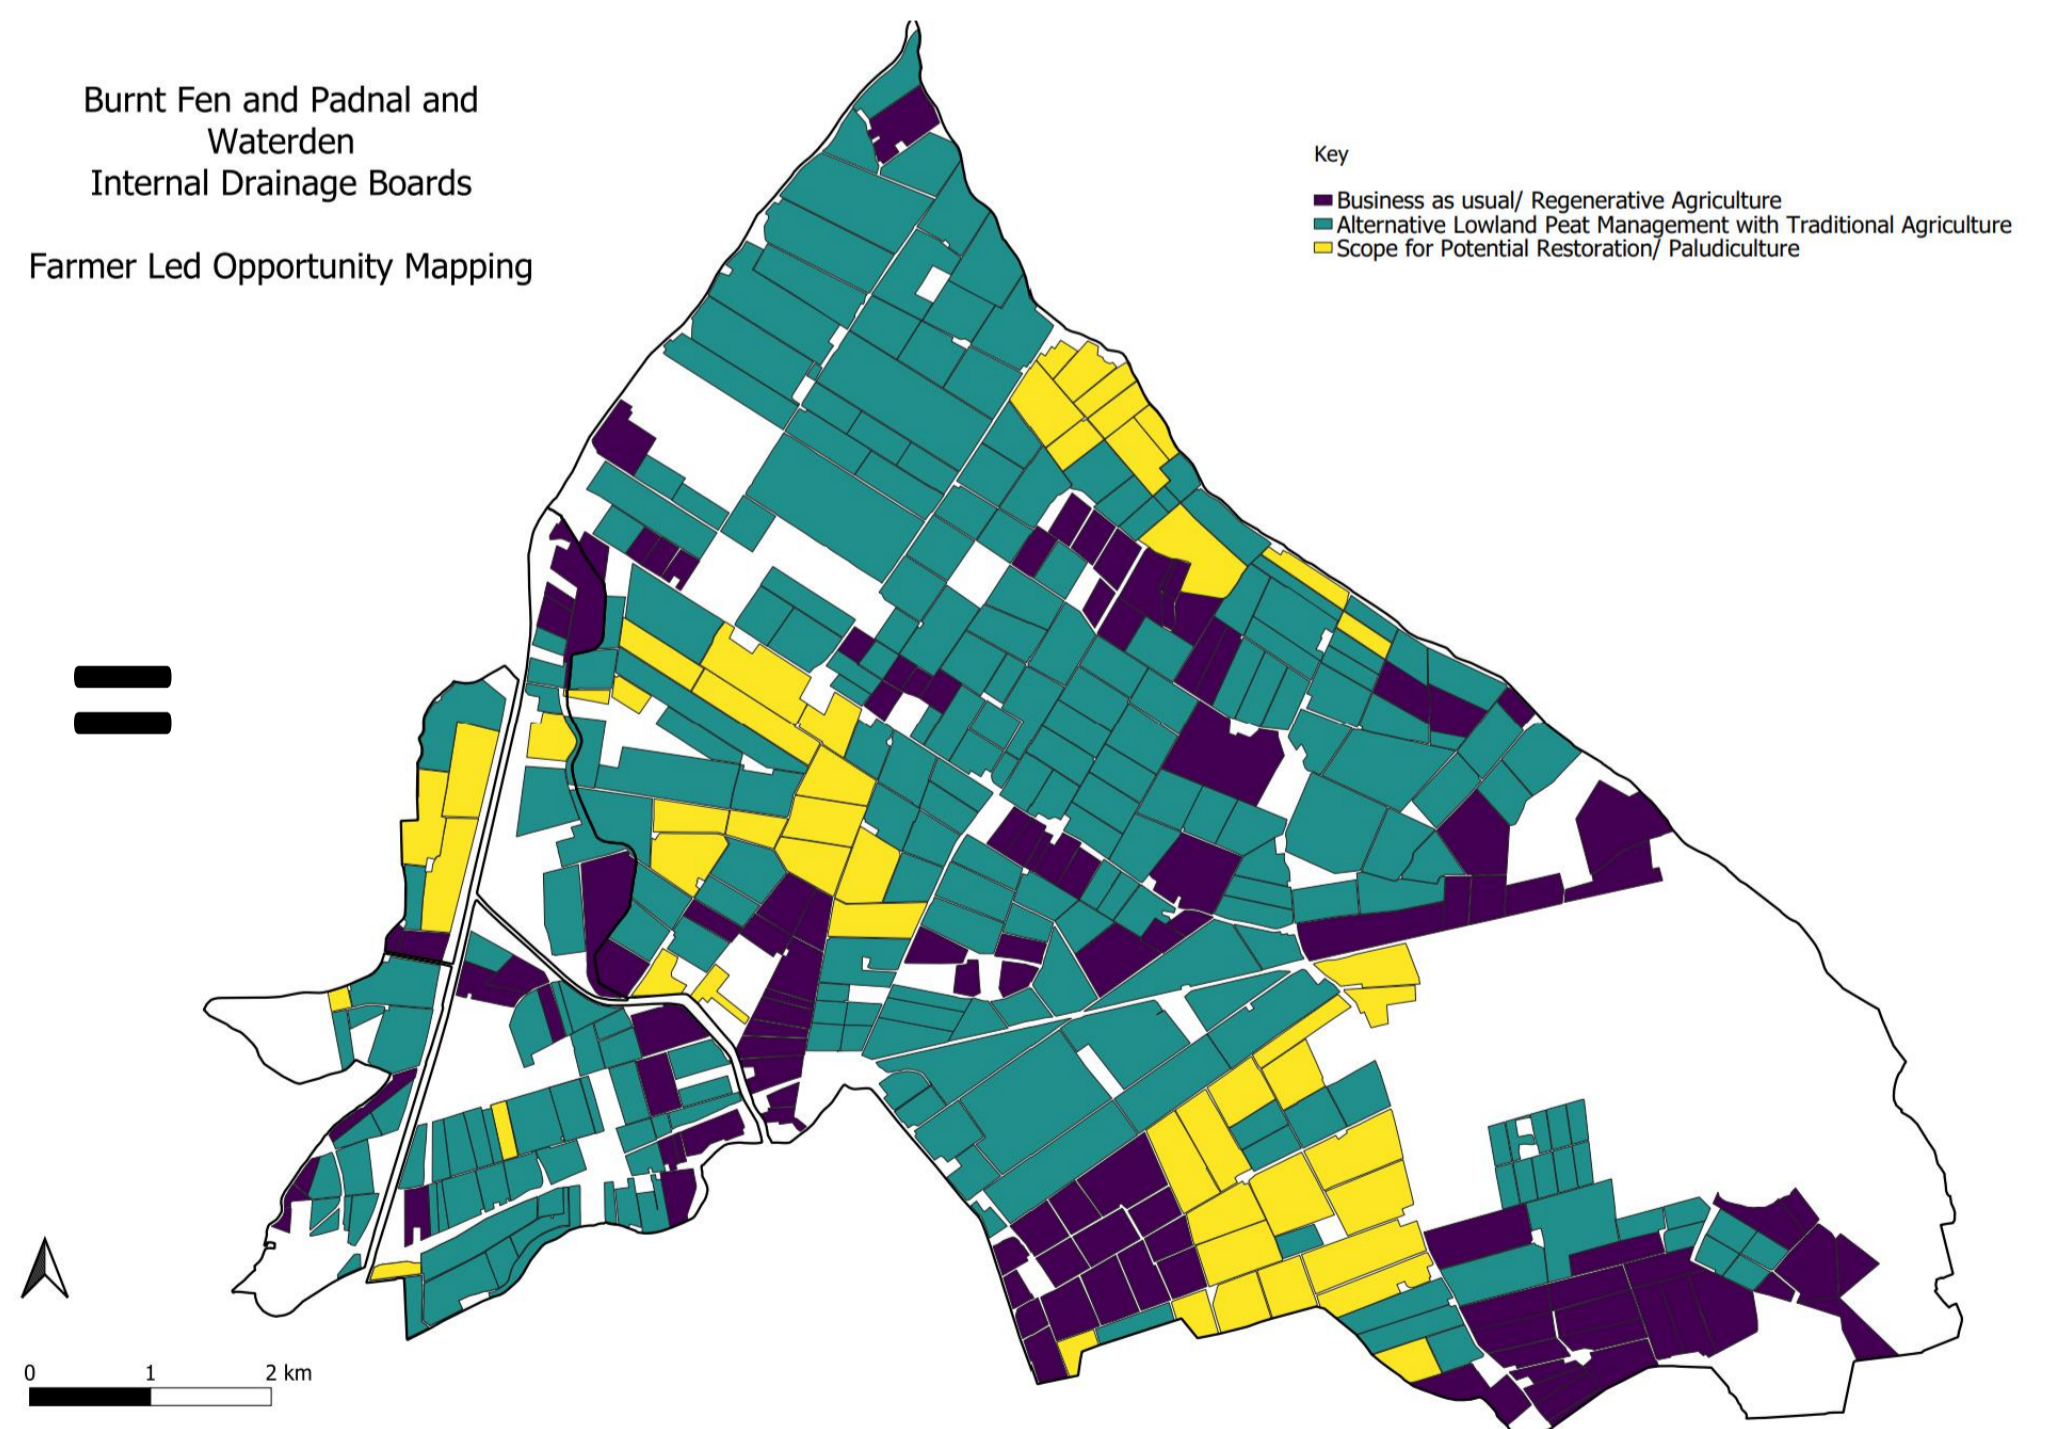 Burnt Fen and Padnal and
Waterden
Internal Drainage Boards
Farmer Led Opportunity Mapping
Key
Business as usual/ Regenerative Agriculture
Alternative Lowland Peat Management with Traditional Agriculture
Scope for Potential Restoration/ Paludiculture
0 1 2 km